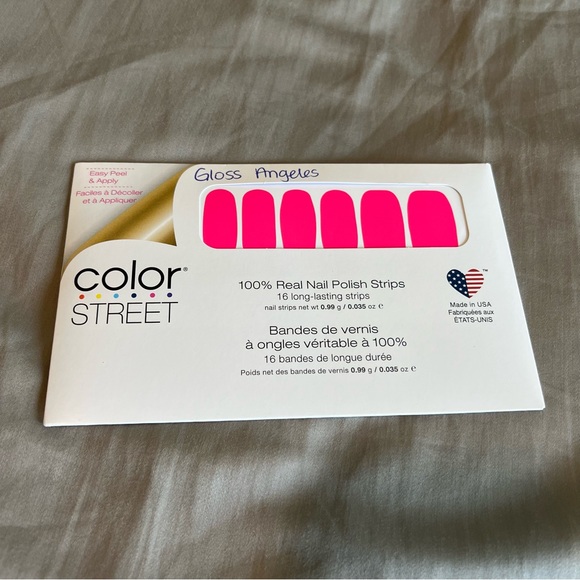 Easy Peel
& Apply
Faciles à Décoller
et à Appliquer
Gloss Angeles
color®
STREET
100% Real Nail Polish Strips
16 long-lasting strips
nail strips net wt 0.99 g / 0.035 oz ℮
Bandes de vernis
à ongles véritable à 100%
16 bandes de longue durée
Poids net des bandes de vernis 0.99 g / 0.035 oz ℮
™
Made in USA
Fabriquées aux
ÉTATS-UNIS